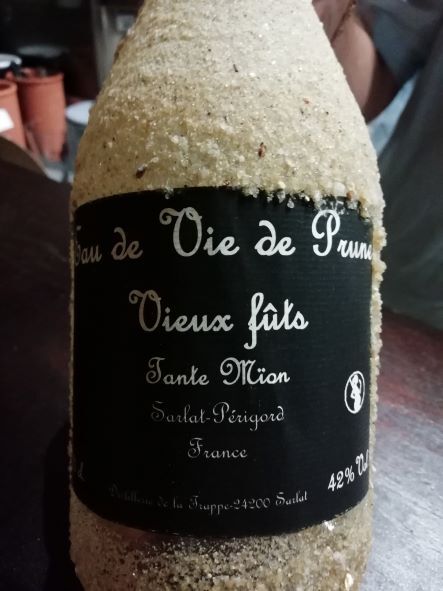 Eau de Vie de Prune
Vieux fûts
Tante Mïon
Sarlat-Périgord
France
42% Vol
Distillerie de la Trappe-24200 Sarlat